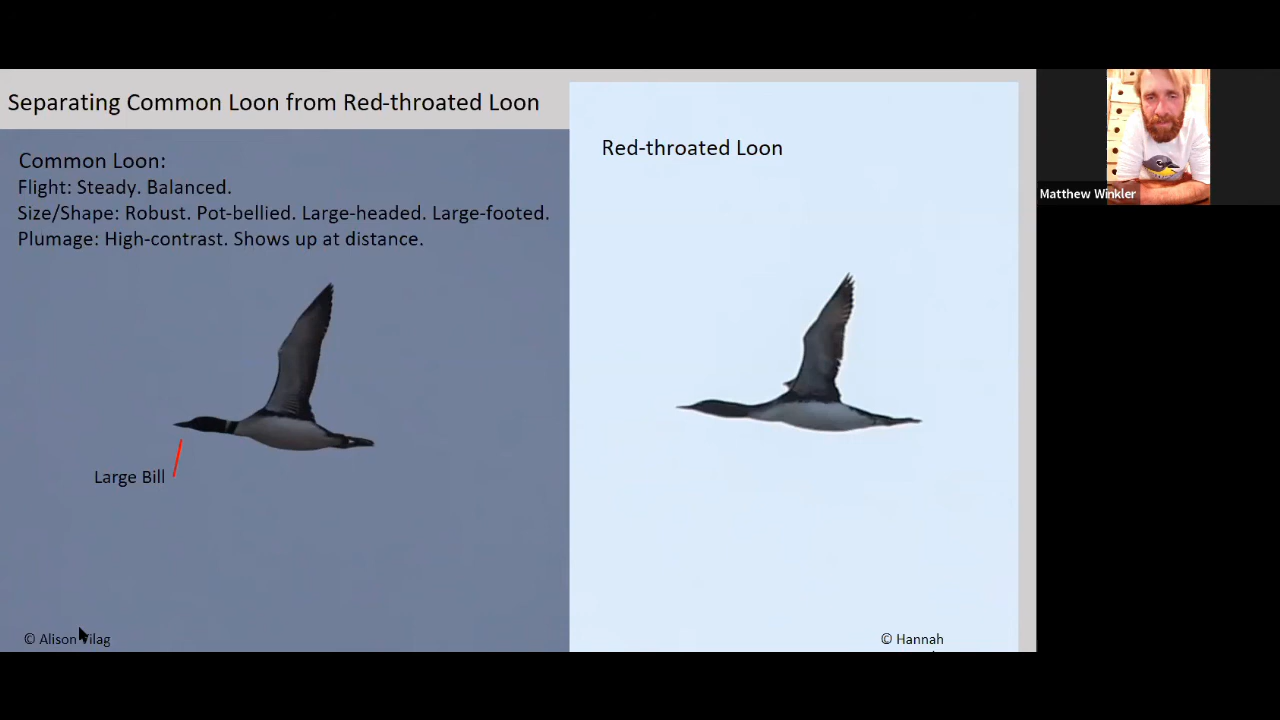 Separating Common Loon from Red-throated Loon
Common Loon:
Flight: Steady. Balanced.
Size/Shape: Robust. Pot-bellied. Large-headed. Large-footed.
Plumage: High-contrast. Shows up at distance.
Large Bill
© Alison Vilag
Red-throated Loon
© Hannah
Matthew Winkler